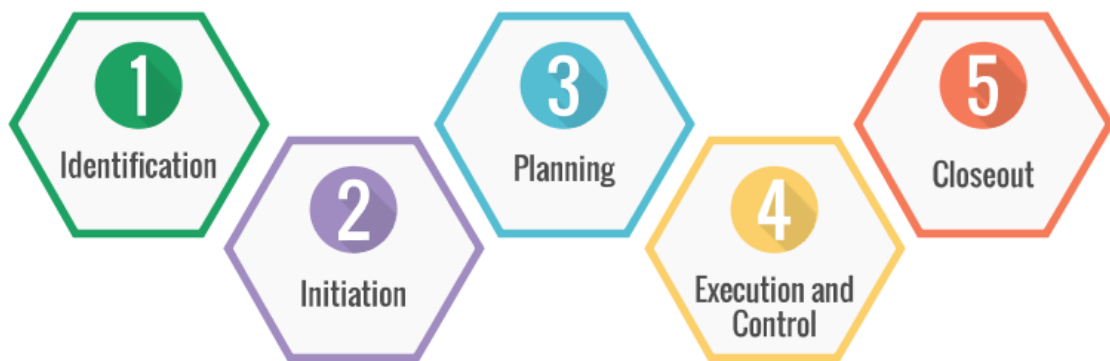 1
Identification
2
Initiation
3
Planning
4
Execution and
Control
5
Closeout